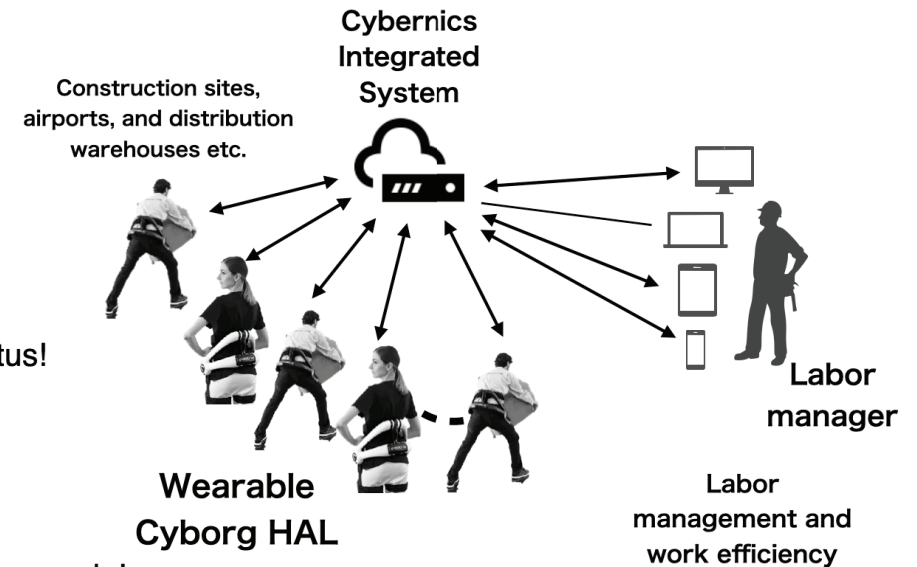 Cybernics
Integrated
System
Construction sites,
airports, and distribution
warehouses etc.
tus!
Wearable
Cyborg HAL
Labor
manager
Labor
management and
work efficiency